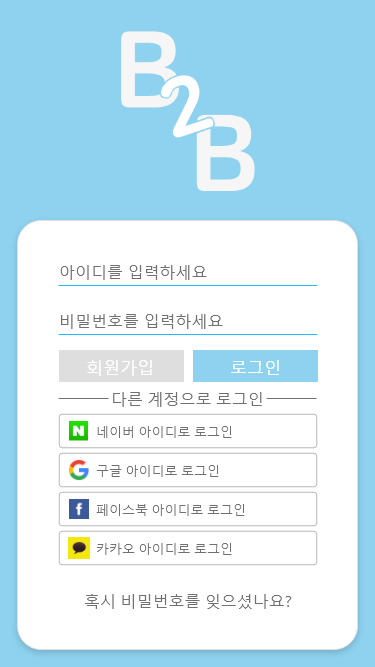 B
2
B
아이디를 입력하세요
비밀번호를 입력하세요
회원가입 로그인
다른 계정으로 로그인
N 네이버 아이디로 로그인
G 구글 아이디로 로그인
f 페이스북 아이디로 로그인
카카오 아이디로 로그인
혹시 비밀번호를 잊으셨나요?